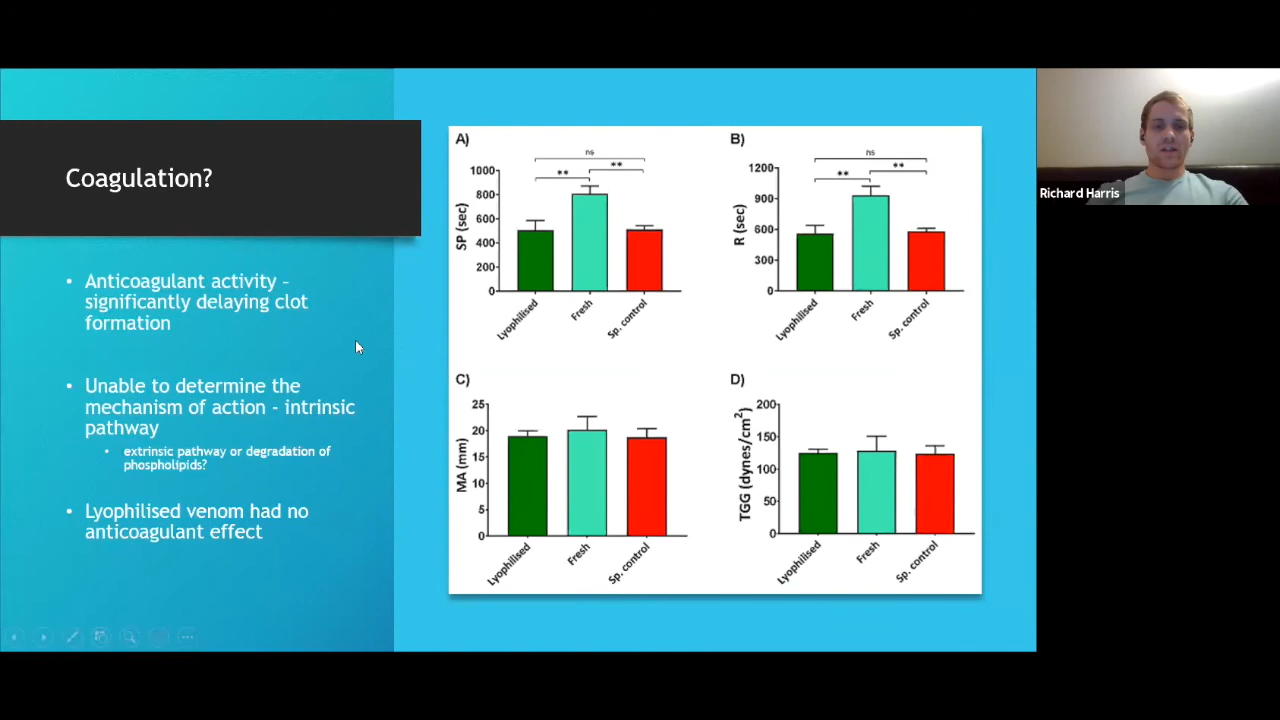 Coagulation?
• Anticoagulant activity –
significantly delaying clot
formation
• Unable to determine the
mechanism of action - intrinsic
pathway
• extrinsic pathway or degradation of
phospholipids?
• Lyophilised venom had no
anticoagulant effect
A)
ns
**
**
1000
800
600
400
200
0
SP (sec)
Lyophilised
Fresh
Sp. control
B)
ns
**
**
1200
900
600
300
0
R (sec)
Lyophilised
Fresh
Sp. control
C)
25
20
15
10
5
0
MA (mm)
Lyophilised
Fresh
Sp. control
D)
200
150
100
50
0
TGG (dynes/cm²)
Lyophilised
Fresh
Sp. control
Richard Harris